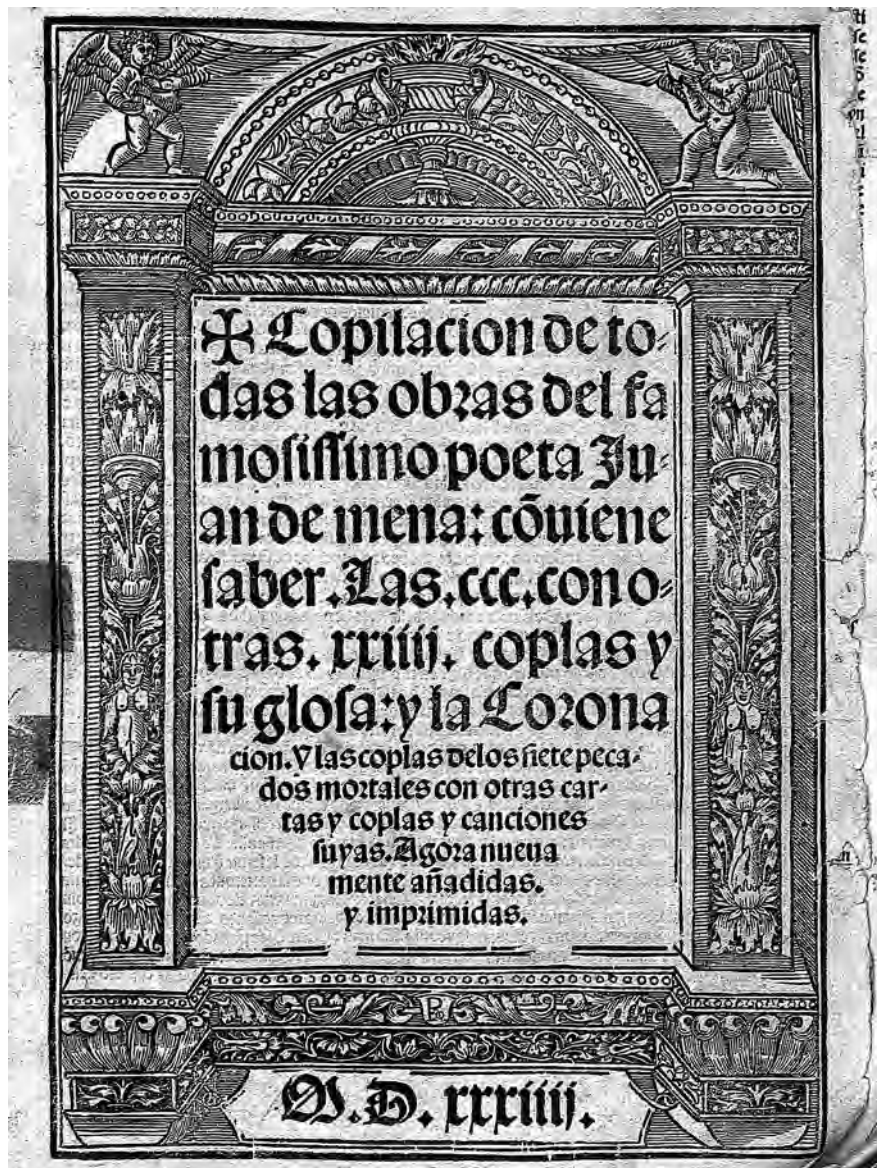 ✠ Copilacion de to⸗
das las obras del fa
mosissimo poeta Ju⸗
an de mena: cõuiene
saber. Las. ccc. con o⸗
tras. xxiiij. coplas y
su glosa: y la Corona
cion. Y las coplas delos siete peca⸗
dos mortales con otras car⸗
tas y coplas y canciones
suyas. Agora nueua
mente añadidas.
y imprimidas.
M. D. xxxiiij.